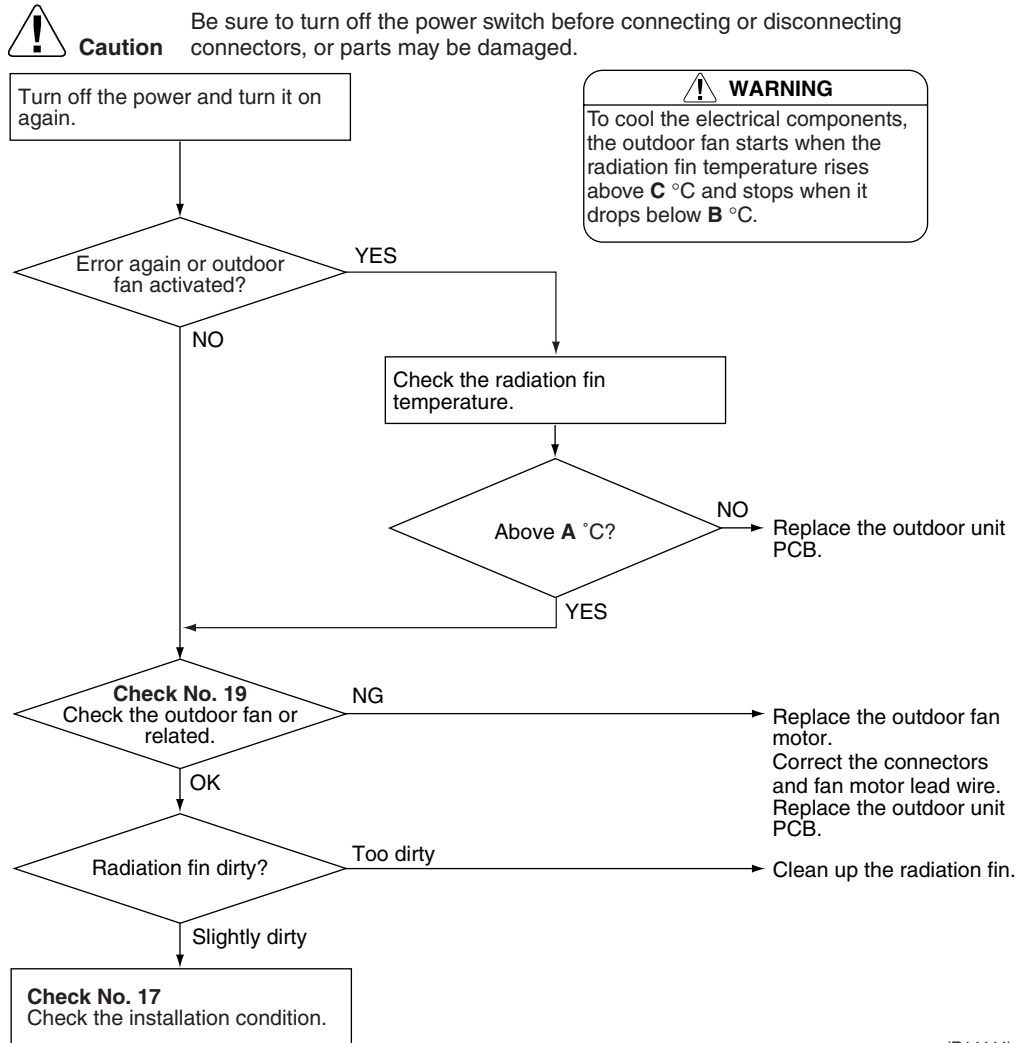 Be sure to turn off the power switch before connecting or disconnecting
Caution connectors, or parts may be damaged.
Turn off the power and turn it on
again.
WARNING
To cool the electrical components,
the outdoor fan starts when the
radiation fin temperature rises
above C °C and stops when it
drops below B °C.
Error again or outdoor
fan activated?
YES
NO
Check the radiation fin
temperature.
Above A °C?
NO
Replace the outdoor unit
PCB.
YES
Check No. 19
Check the outdoor fan or
related.
NG
Replace the outdoor fan
motor.
Correct the connectors
and fan motor lead wire.
Replace the outdoor unit
PCB.
OK
Radiation fin dirty?
Too dirty
Clean up the radiation fin.
Slightly dirty
Check No. 17
Check the installation condition.